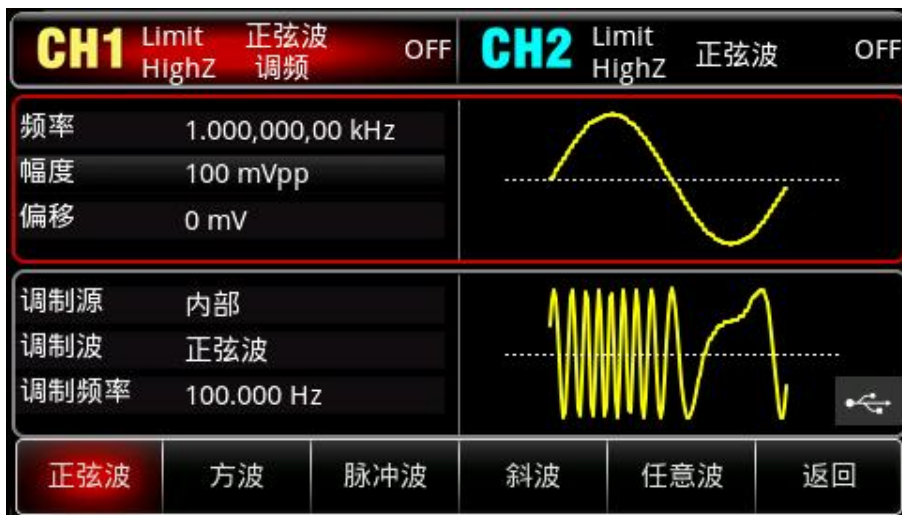 CH1 Limit 正弦波 OFF CH2 Limit 正弦波 OFF
HighZ 调频 HighZ
频率 1.000,000,00 kHz
幅度 100 mVpp
偏移 0 mV
调制源 内部
调制波 正弦波
调制频率 100.000 Hz
正弦波 方波 脉冲波 斜波 任意波 返回